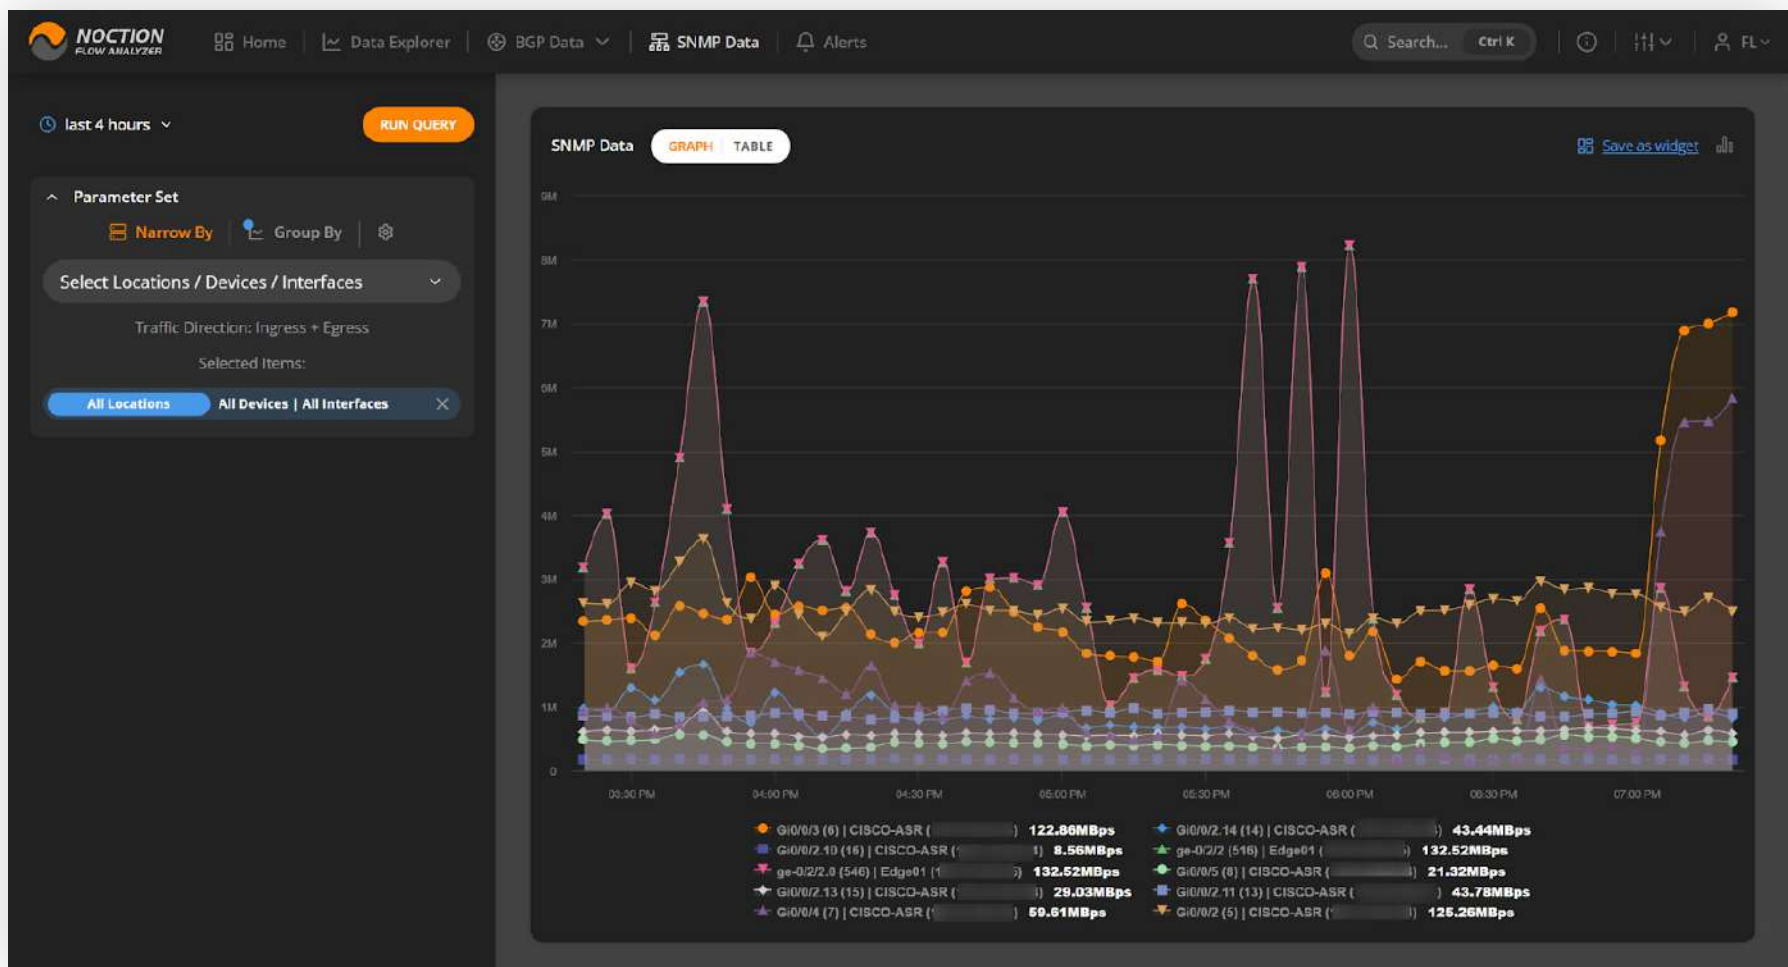 NOCTION
FLOW ANALYZER
Home
Data Explorer
BGP Data
SNMP Data
Alerts
Search...
Ctrl K
FL
last 4 hours
RUN QUERY
Parameter Set
Narrow By
Group By
Select Locations / Devices / Interfaces
Traffic Direction: Ingress + Egress
Selected Items:
All Locations
All Devices | All Interfaces
SNMP Data
GRAPH
TABLE
Save as widget
9M
8M
7M
6M
5M
4M
3M
2M
1M
0
03:30 PM
04:00 PM
04:30 PM
05:00 PM
05:30 PM
06:00 PM
06:30 PM
07:00 PM
Gi0/0/3 (6) | CISCO-ASR ( ) 122.86MBps
Gi0/0/2.14 (14) | CISCO-ASR ( ) 43.44MBps
Gi0/0/2.10 (16) | CISCO-ASR ( ) 8.56MBps
ge-0/2/2 (516) | Edge01 ( ) 132.52MBps
ge-0/2/2.0 (546) | Edge01 ( ) 132.52MBps
Gi0/0/5 (8) | CISCO-ASR ( ) 21.32MBps
Gi0/0/2.13 (15) | CISCO-ASR ( ) 29.03MBps
Gi0/0/2.11 (13) | CISCO-ASR ( ) 43.78MBps
Gi0/0/4 (7) | CISCO-ASR ( ) 59.61MBps
Gi0/0/2 (5) | CISCO-ASR ( ) 125.26MBps